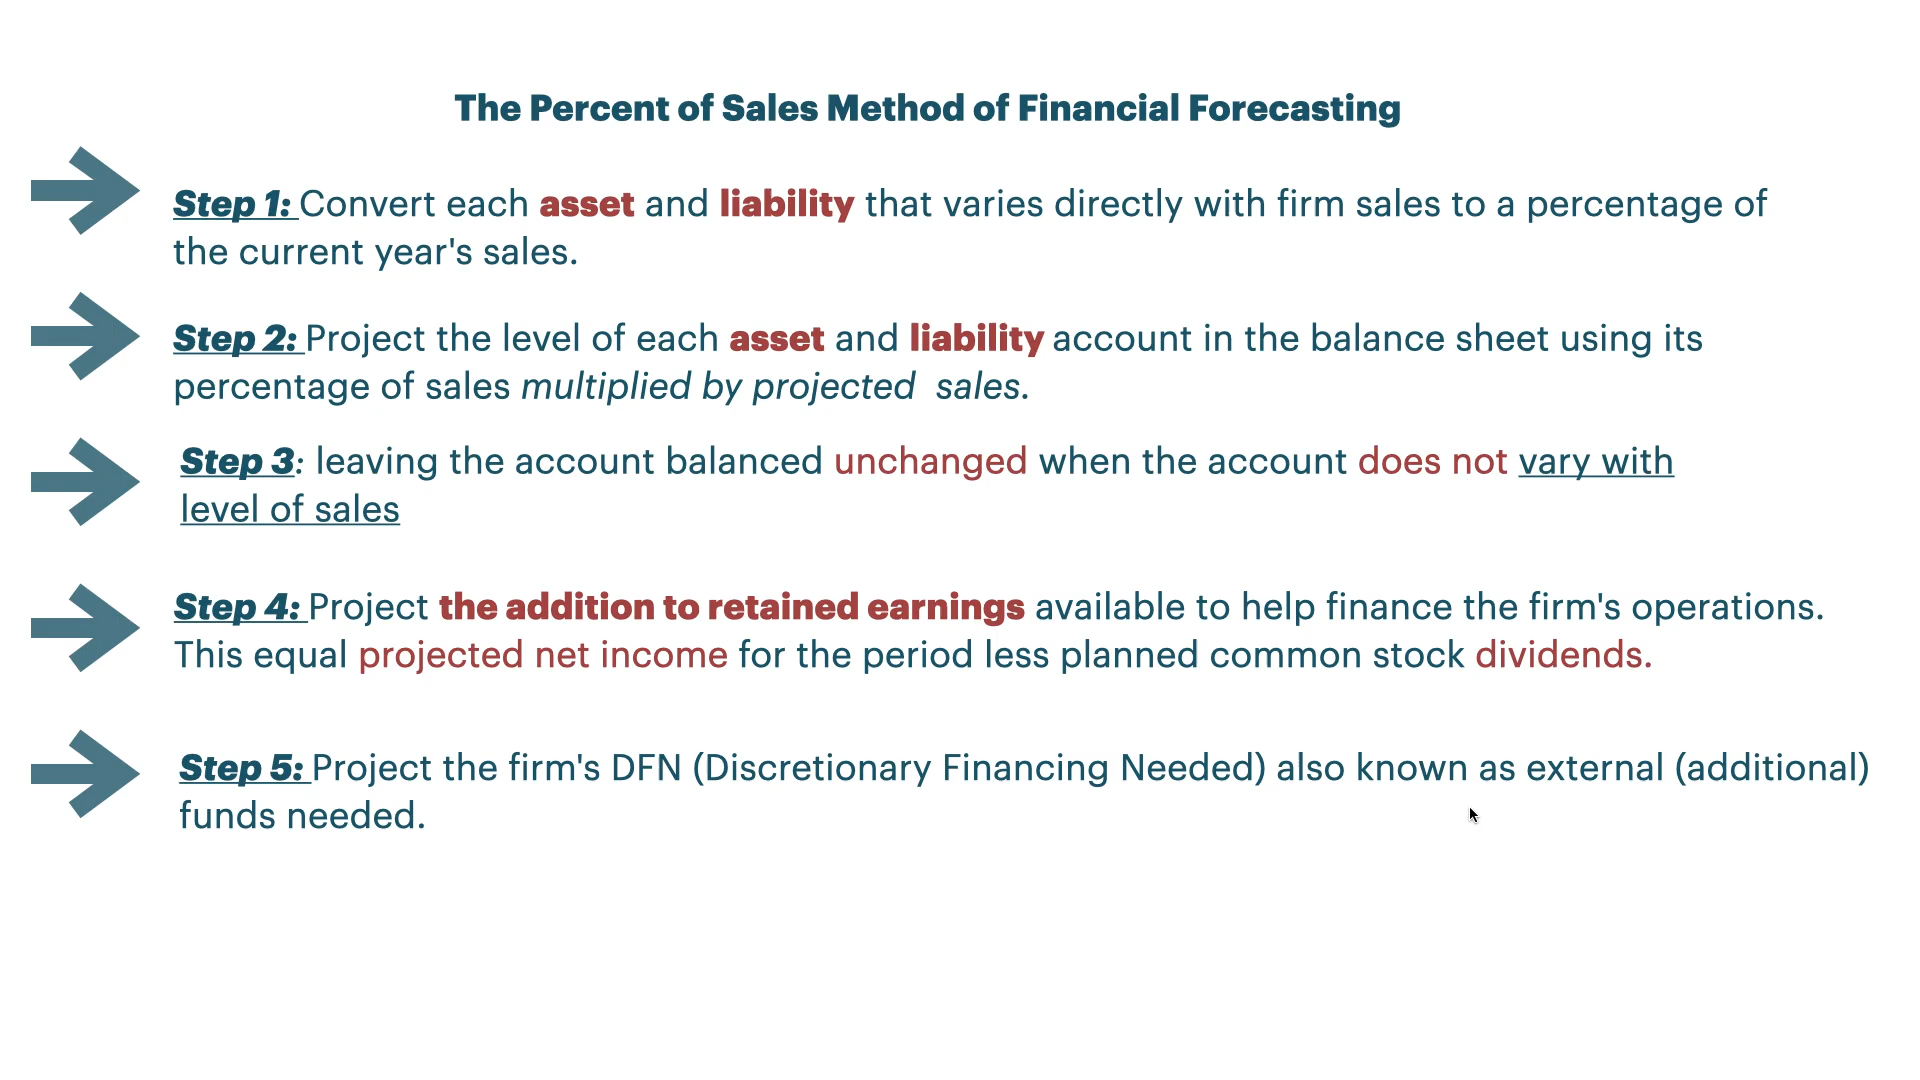 The Percent of Sales Method of Financial Forecasting
Step 1: Convert each asset and liability that varies directly with firm sales to a percentage of
the current year's sales.
Step 2: Project the level of each asset and liability account in the balance sheet using its
percentage of sales multiplied by projected  sales.
Step 3: leaving the account balanced unchanged when the account does not vary with
level of sales
Step 4: Project the addition to retained earnings available to help finance the firm's operations.
This equal projected net income for the period less planned common stock dividends.
Step 5: Project the firm's DFN (Discretionary Financing Needed) also known as external (additional)
funds needed.